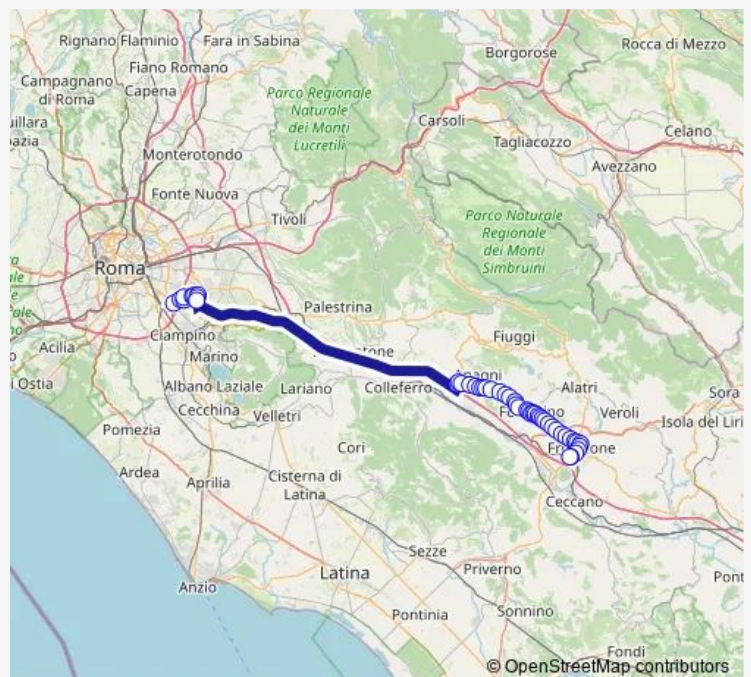 Rignano Flaminio
Fara in Sabina
Rocca di Mezzo
Borgorose
Fiano Romano
Campagnano
di Roma
Capena
Parco Regionale
Naturale
dei Monti
Lucretili
Carsoli
Celano
Tagliacozzo
Monterotondo
Avezzano
Fonte Nuova
Tivoli
Parco Naturale
Regionale
dei Monti
Simbruini
Roma
Palestrina
Ciampino
Fiuggi
Acilia
Marino
Ostia
Albano Laziale
Lariano
Colleferro
Alatri
Sora
Cecchina
Velletri
Veroli
Isola del Liri
Pomezia
Cori
Ardea
Aprilia
Cisterna di
Latina
Ceccano
Sezze
Priverno
Latina
Anzio
Sonnino
Pontinia
Fondi
© OpenStreetMap contributors